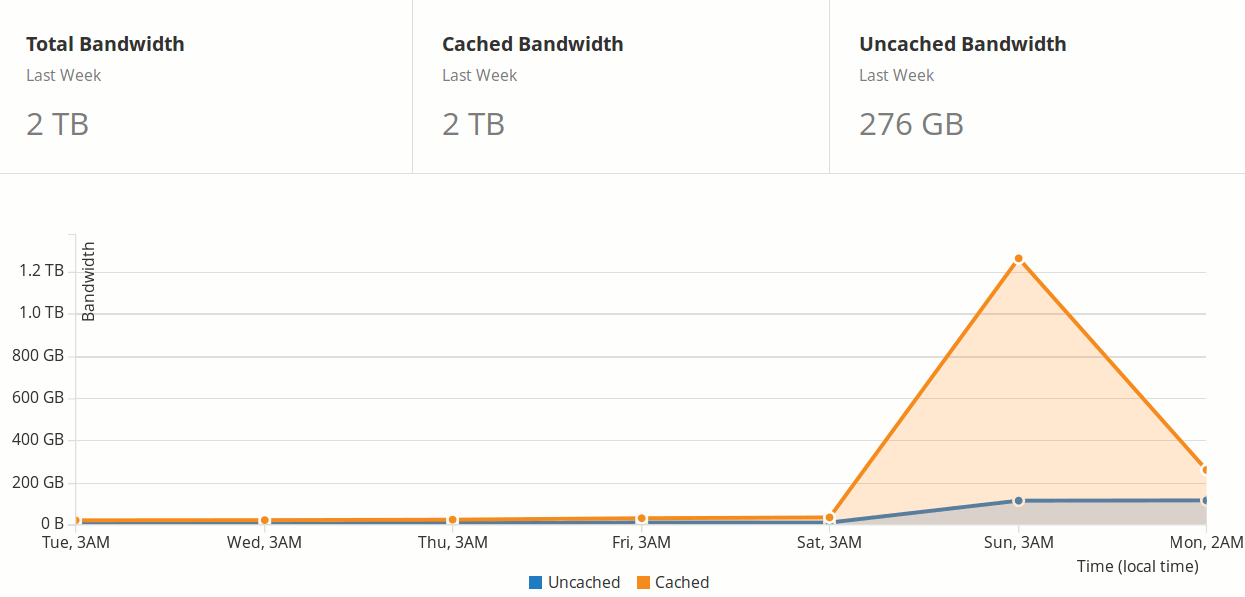 Total Bandwidth
Last Week
2 TB
Cached Bandwidth
Last Week
2 TB
Uncached Bandwidth
Last Week
276 GB
Bandwidth
1.2 TB
1.0 TB
800 GB
600 GB
400 GB
200 GB
0 B
Tue, 3AM
Wed, 3AM
Thu, 3AM
Fri, 3AM
Sat, 3AM
Sun, 3AM
Mon, 2AM
Time (local time)
Uncached
Cached